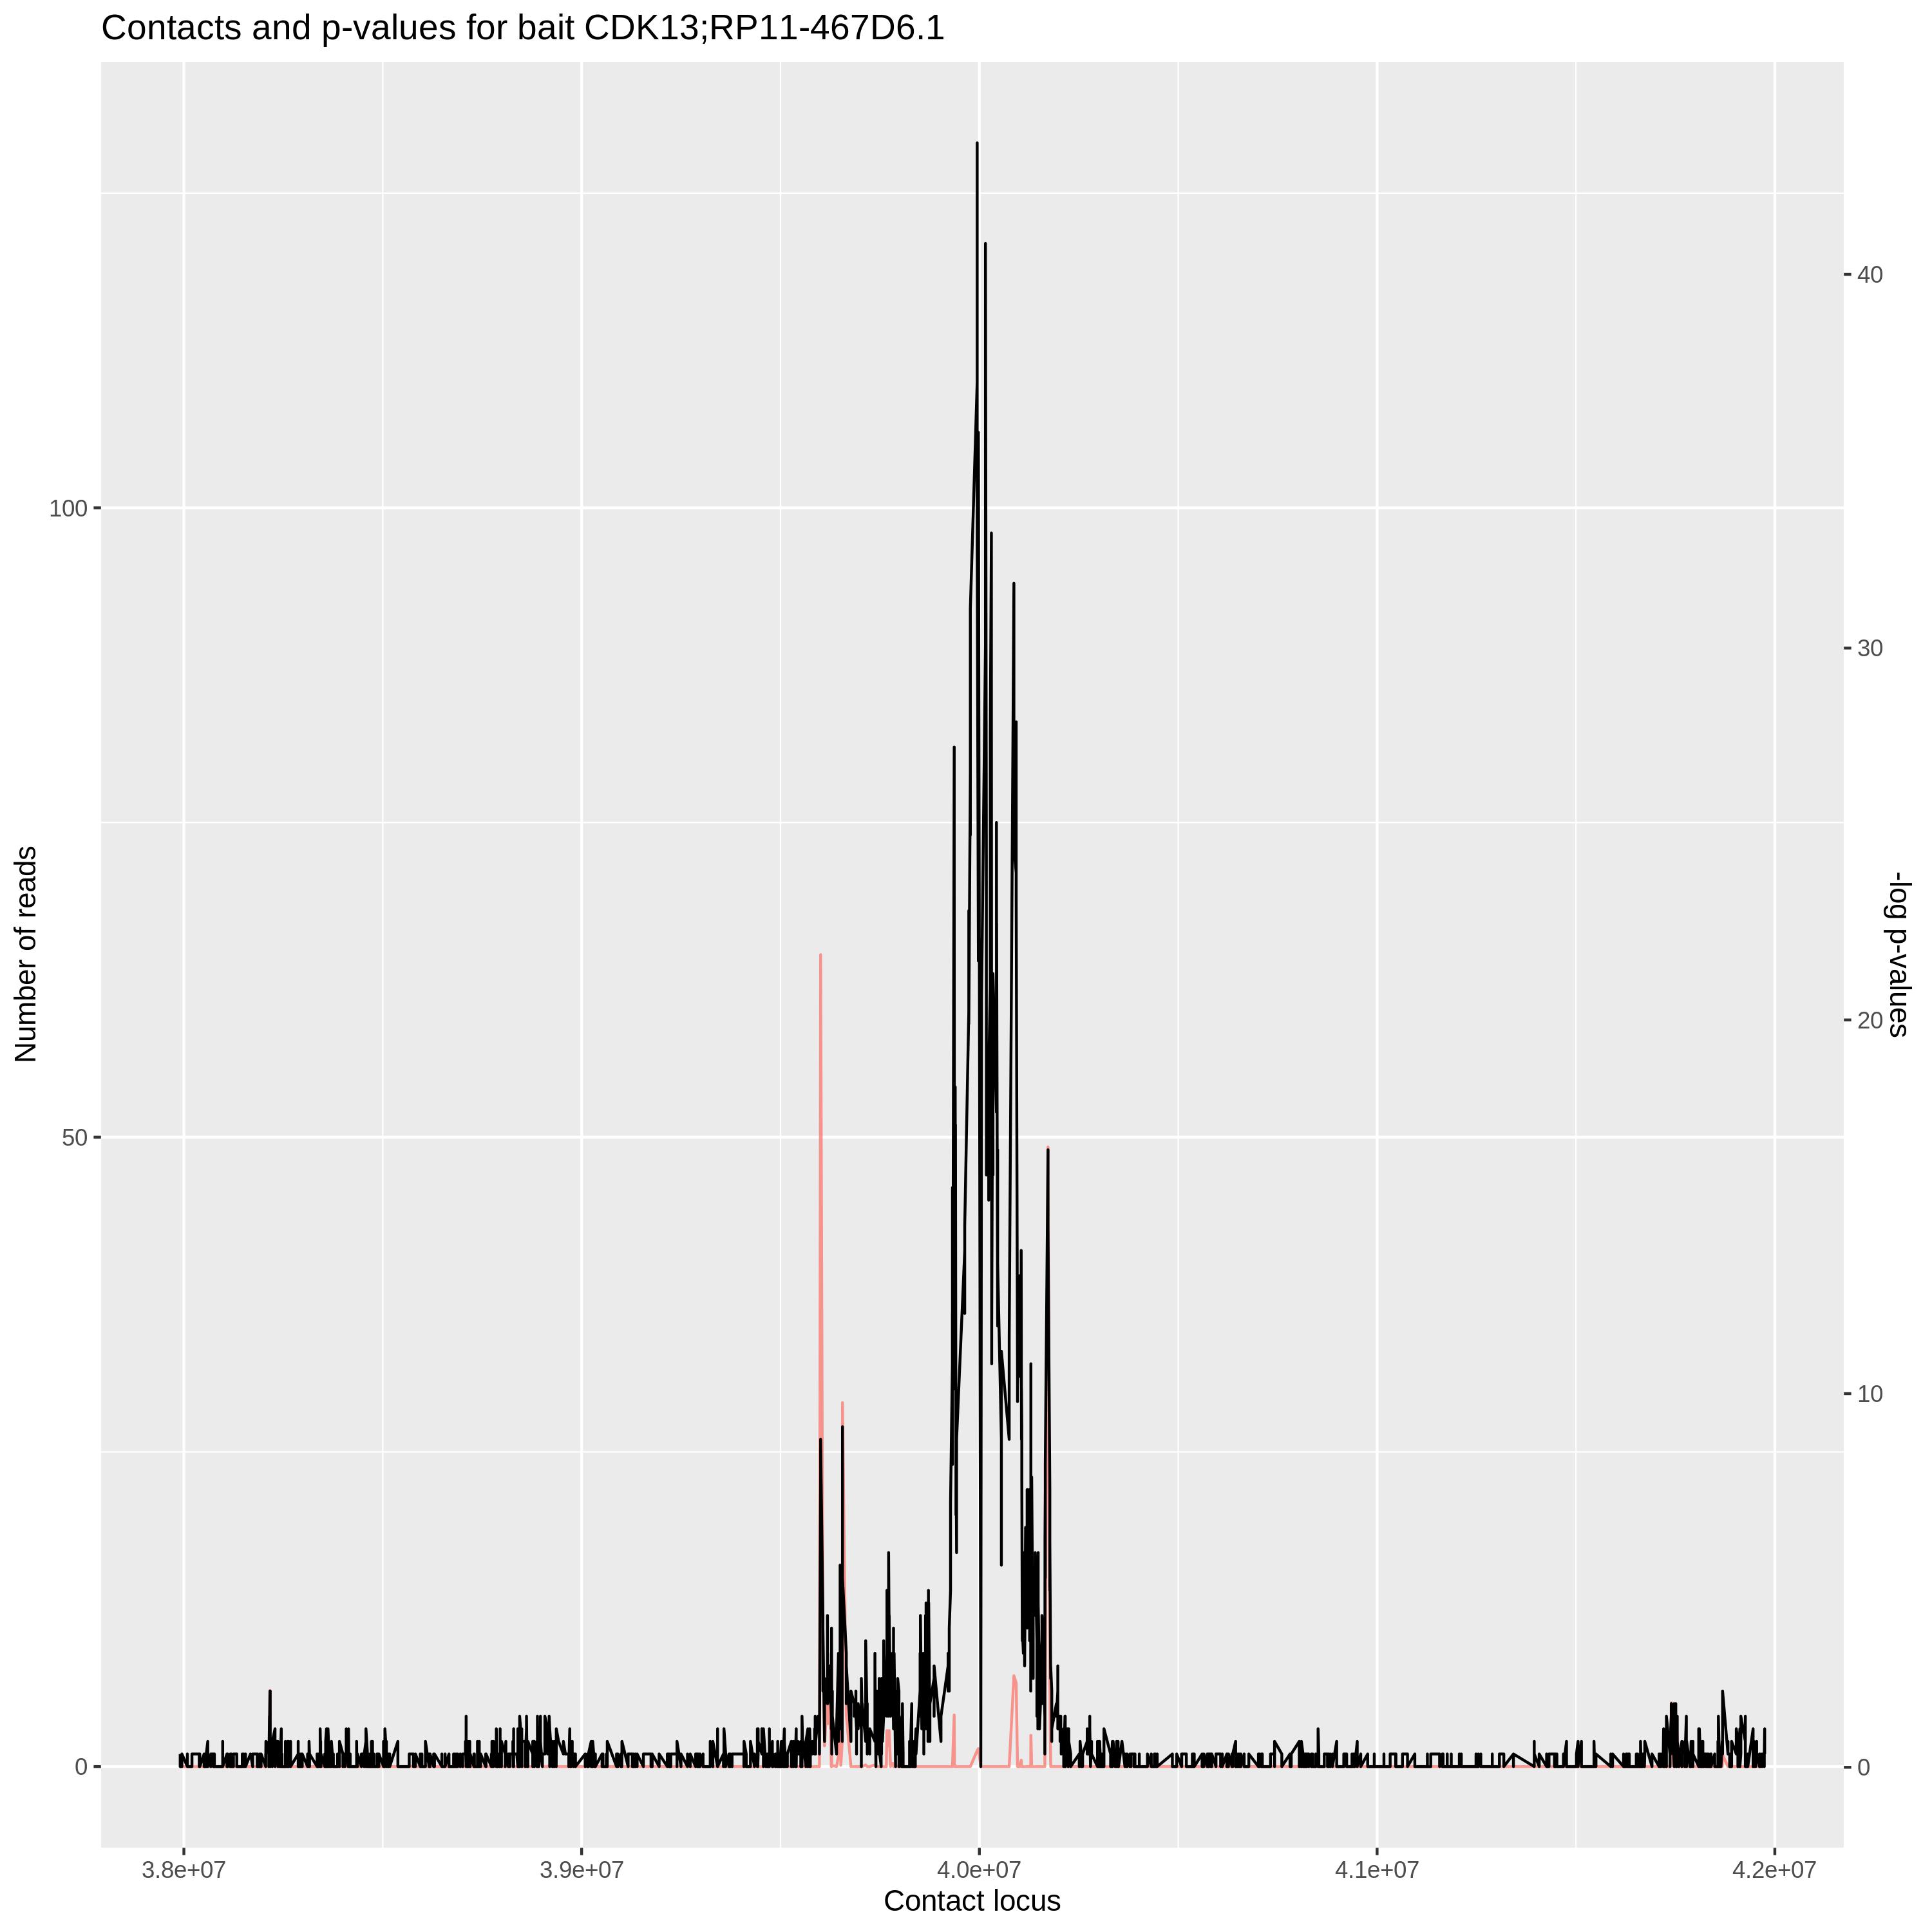 Contacts and p-values for bait CDK13;RP11-467D6.1
100
50
0
Number of reads
40
30
20
10
0
-log p-values
3.8e+07
3.9e+07
4.0e+07
4.1e+07
4.2e+07
Contact locus